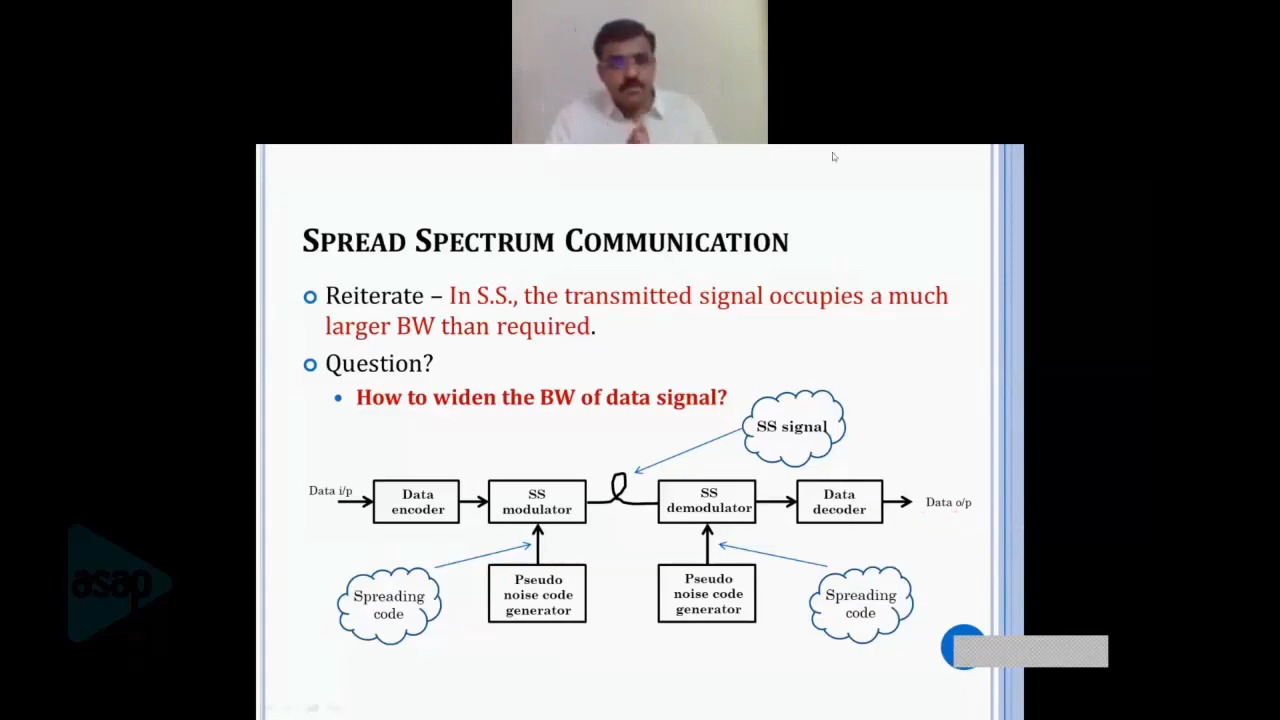 SPREAD SPECTRUM COMMUNICATION
Reiterate – In S.S., the transmitted signal occupies a much
larger BW than required.
Question?
How to widen the BW of data signal?
SS signal
Data i/p
Data
encoder
SS
modulator
SS
demodulator
Data
decoder
Data o/p
Spreading
code
Pseudo
noise code
generator
Pseudo
noise code
generator
Spreading
code
asap